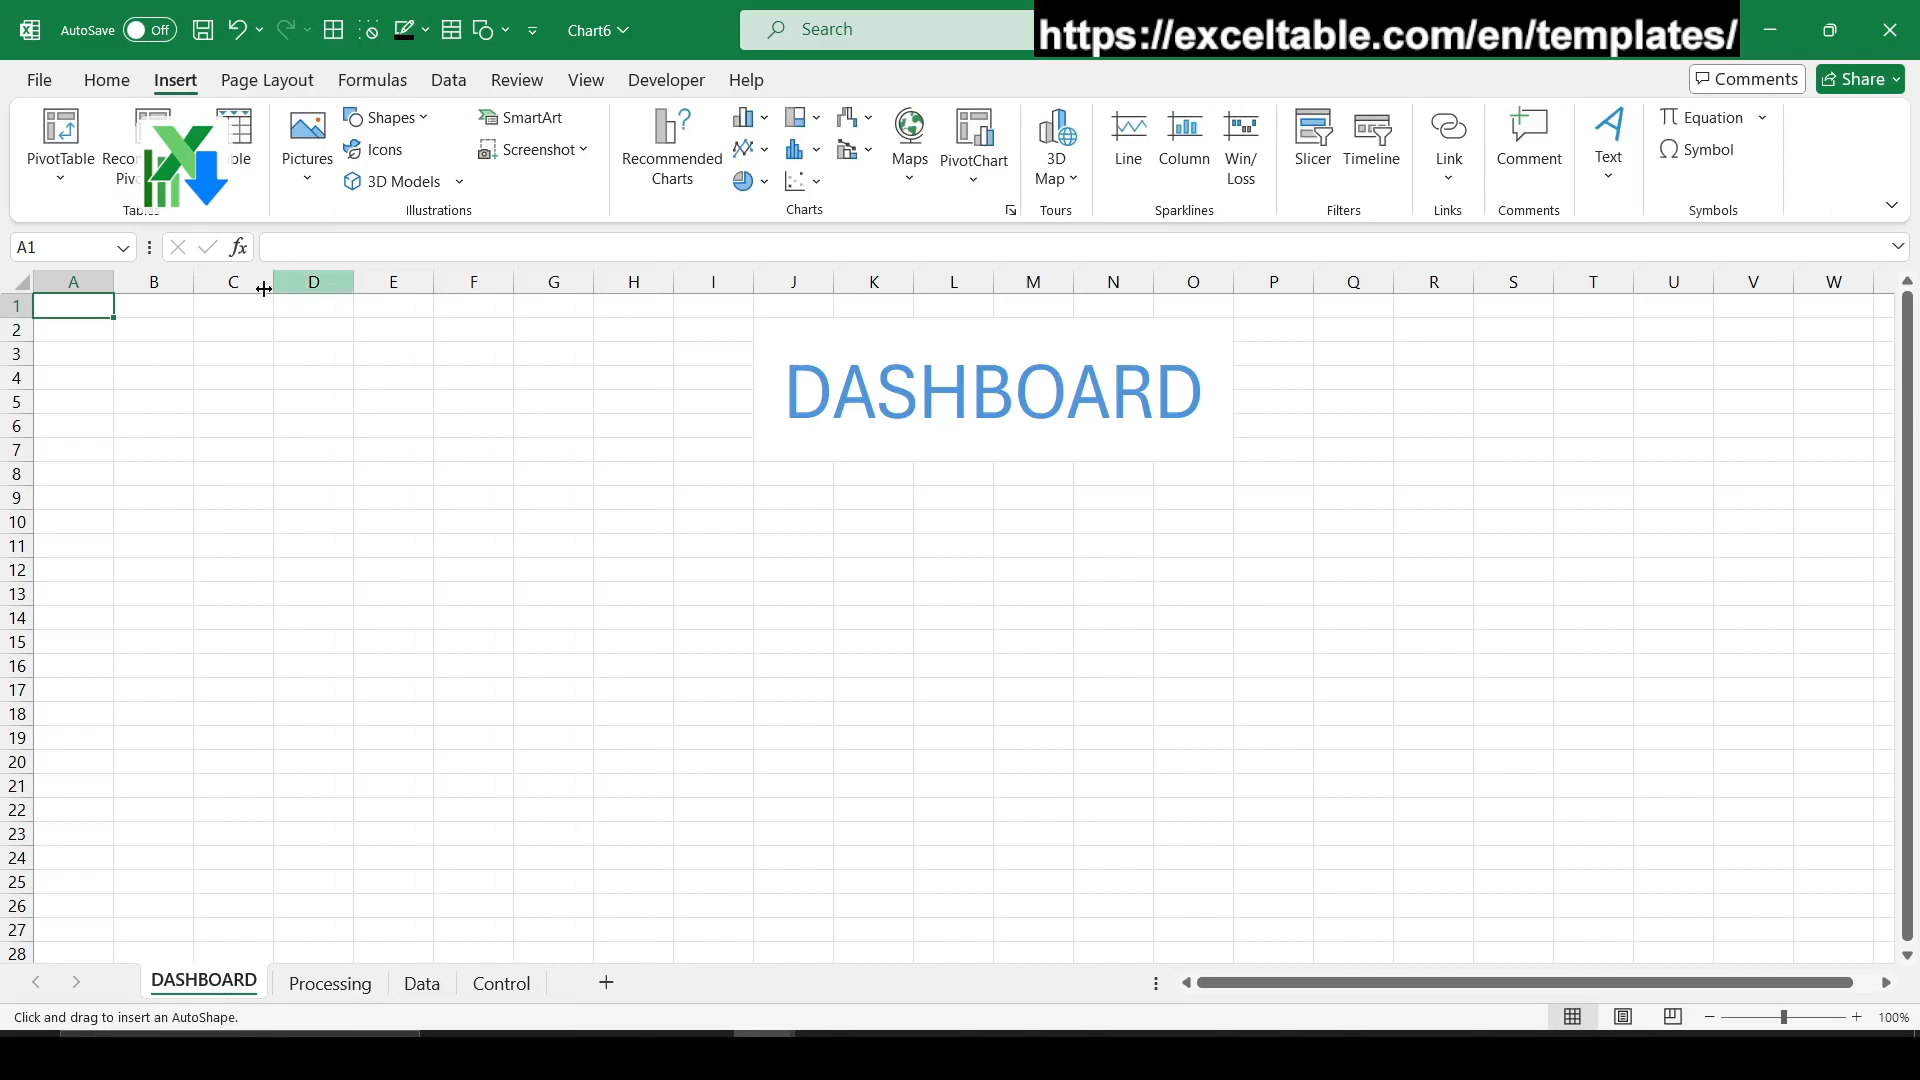 AutoSave Off Chart6 Search https://exceltable.com/en/templates/
File Home Insert Page Layout Formulas Data Review View Developer Help Comments Share
PivotTable
Pictures
Shapes
Icons
3D Models
SmartArt
Screenshot
Recommended
Charts
Maps
PivotChart
3D
Map
Line
Column
Win/
Loss
Slicer
Timeline
Link
Comment
Text
Equation
Symbol
Illustrations Charts Tours Sparklines Filters Links Comments Symbols
A1 fx
A B C D E F G H I J K L M N O P Q R S T U V W
1
2
3
4
DASHBOARD
5
6
7
8
9
10
11
12
13
14
15
16
17
18
19
20
21
22
23
24
25
26
27
28
DASHBOARD Processing Data Control
Click and drag to insert an AutoShape. 100%